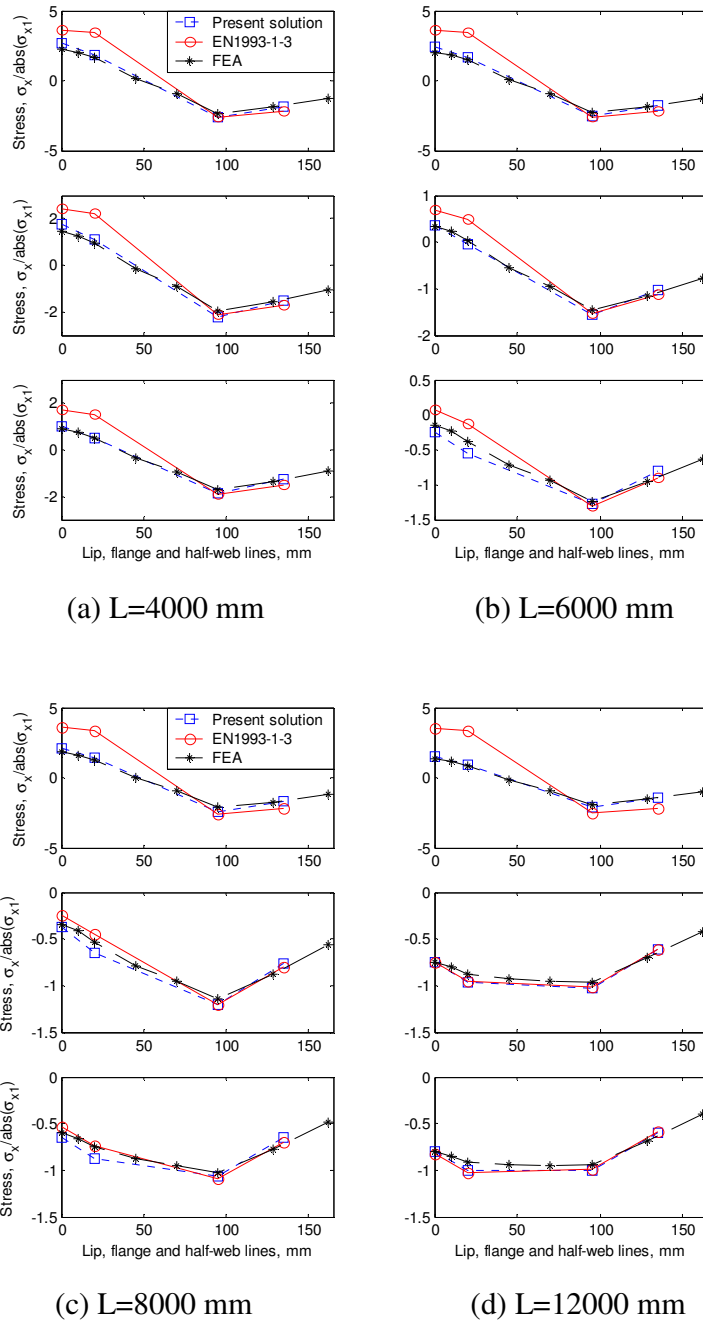 Stress, σx/abs(σx1)
5
0
-5
0 50 100 150
Present solution
EN1993-1-3
FEA
5
0
-5
0 50 100 150
Stress, σx/abs(σx1)
2
0
-2
0 50 100 150
1
0
-1
-2
0 50 100 150
Stress, σx/abs(σx1)
2
0
-2
0 50 100 150
Lip, flange and half-web lines, mm
0.5
0
-0.5
-1
-1.5
0 50 100 150
Lip, flange and half-web lines, mm
(a) L=4000 mm
(b) L=6000 mm
Stress, σx/abs(σx1)
5
0
-5
0 50 100 150
Present solution
EN1993-1-3
FEA
5
0
-5
0 50 100 150
Stress, σx/abs(σx1)
0
-0.5
-1
-1.5
0 50 100 150
0
-0.5
-1
-1.5
0 50 100 150
Stress, σx/abs(σx1)
0
-0.5
-1
-1.5
0 50 100 150
Lip, flange and half-web lines, mm
0
-0.5
-1
-1.5
0 50 100 150
Lip, flange and half-web lines, mm
(c) L=8000 mm
(d) L=12000 mm